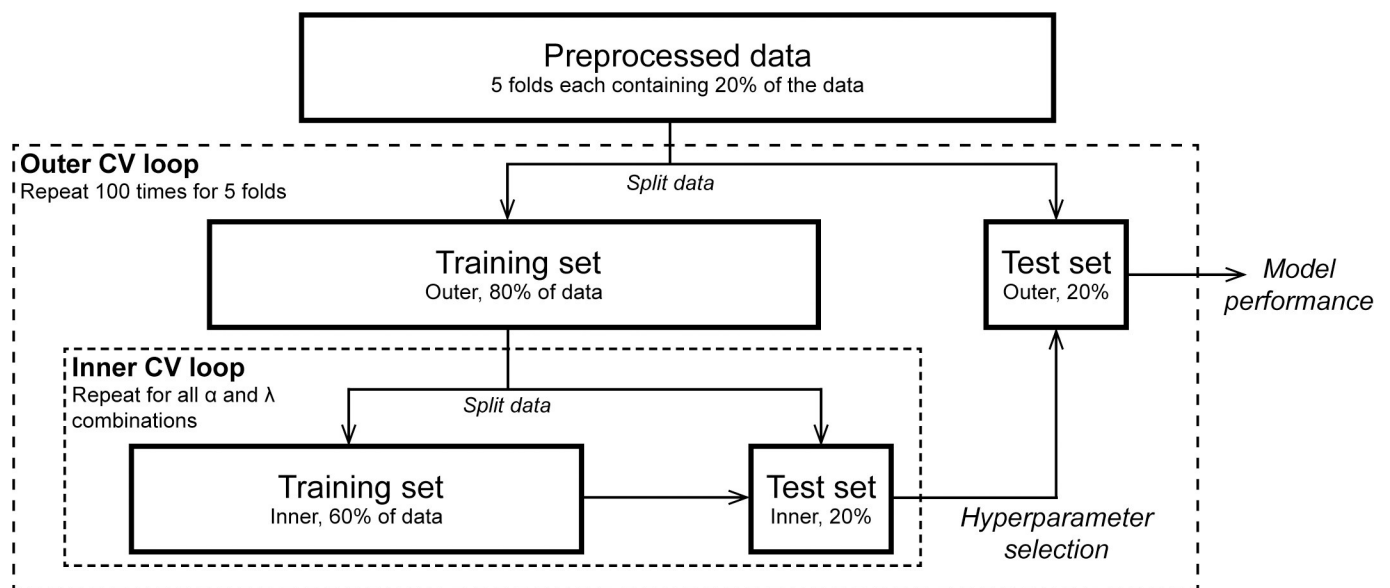 Preprocessed data
5 folds each containing 20% of the data
Outer CV loop
Repeat 100 times for 5 folds
Split data
Training set
Outer, 80% of data
Test set
Outer, 20%
Model
performance
Inner CV loop
Repeat for all α and λ
combinations
Split data
Training set
Inner, 60% of data
Test set
Inner, 20%
Hyperparameter
selection